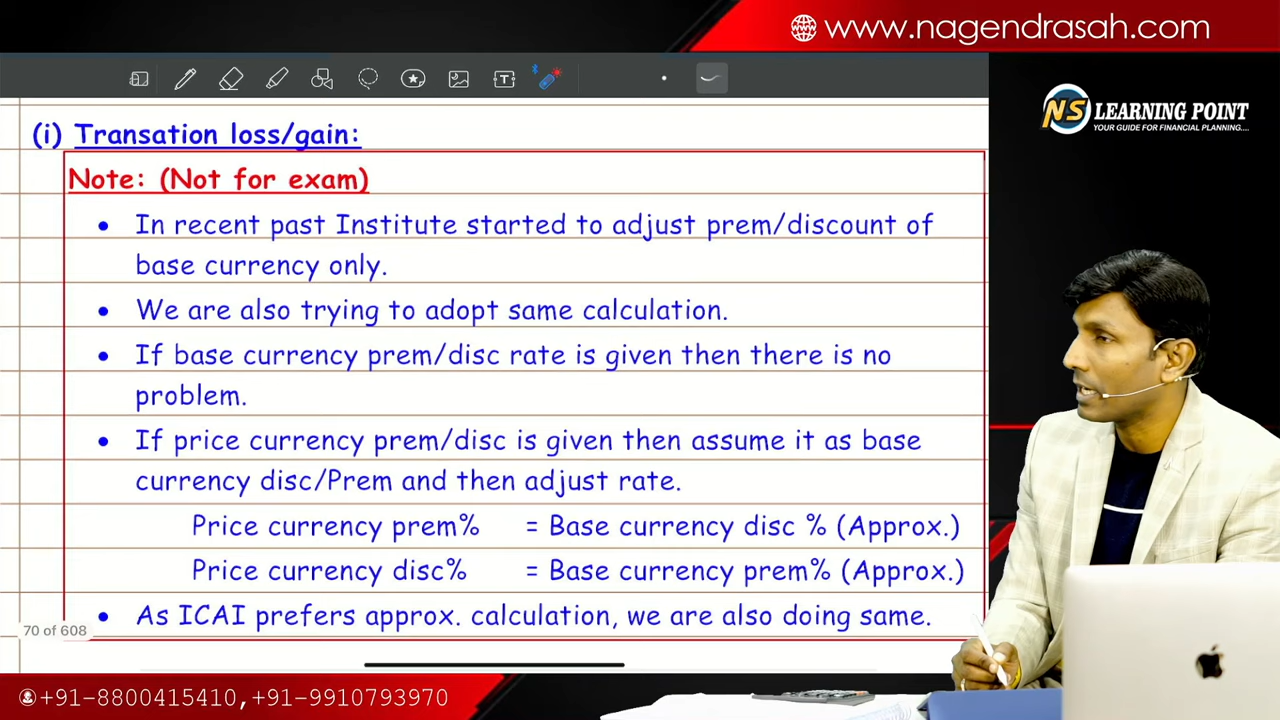 www.nagendrasah.com
NS LEARNING POINT
YOUR GUIDE FOR FINANCIAL PLANNING....
T
(i) Transation loss/gain:
Note: (Not for exam)
• In recent past Institute started to adjust prem/discount of
base currency only.
• We are also trying to adopt same calculation.
• If base currency prem/disc rate is given then there is no
problem.
• If price currency prem/disc is given then assume it as base
currency disc/Prem and then adjust rate.
Price currency prem% = Base currency disc % (Approx.)
Price currency disc% = Base currency prem% (Approx.)
• As ICAI prefers approx. calculation, we are also doing same.
70 of 608
+91-8800415410,+91-9910793970